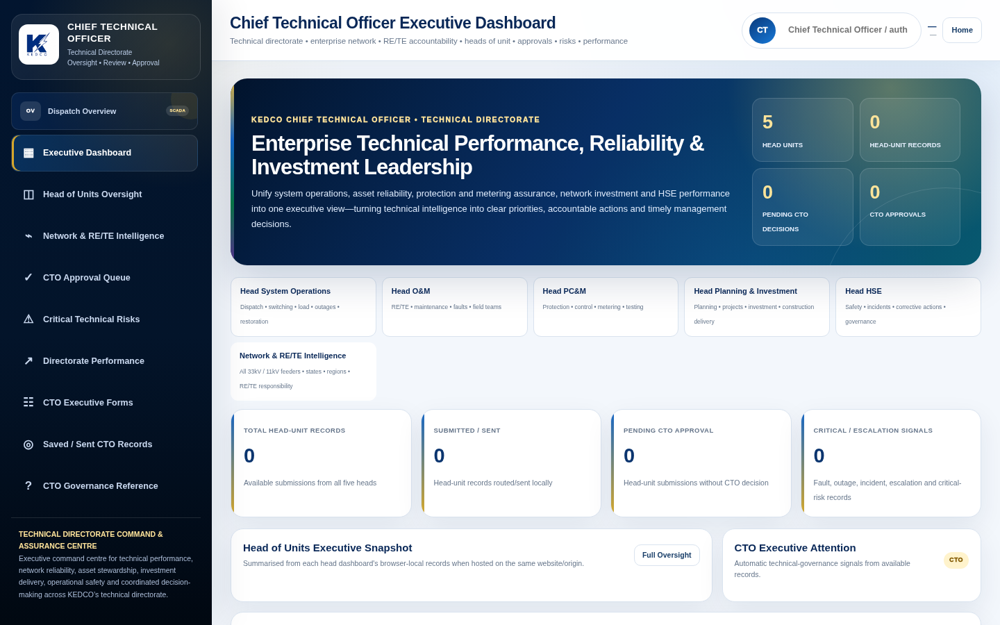 KEDCO
CHIEF TECHNICAL
OFFICER
Technical Directorate
Oversight • Review • Approval
OV
Dispatch Overview
SCADA
Executive Dashboard
Head of Units Oversight
Network & RE/TE Intelligence
CTO Approval Queue
Critical Technical Risks
Directorate Performance
CTO Executive Forms
Saved / Sent CTO Records
CTO Governance Reference
TECHNICAL DIRECTORATE COMMAND &
ASSURANCE CENTRE
Executive command centre for technical performance,
network reliability, asset stewardship, investment
delivery, operational safety and coordinated decision-
making across KEDCO's technical directorate.
Chief Technical Officer Executive Dashboard
Technical directorate • enterprise network • RE/TE accountability • heads of unit • approvals • risks • performance
CT
Chief Technical Officer / auth
—
—
Home
KEDCO CHIEF TECHNICAL OFFICER • TECHNICAL DIRECTORATE
Enterprise Technical Performance, Reliability &
Investment Leadership
Unify system operations, asset reliability, protection and metering assurance, network investment and HSE performance
into one executive view—turning technical intelligence into clear priorities, accountable actions and timely management
decisions.
5
HEAD UNITS
0
HEAD-UNIT RECORDS
0
PENDING CTO
DECISIONS
0
CTO APPROVALS
Head System Operations
Dispatch • switching • load • outages •
restoration
Head O&M
RE/TE • maintenance • faults • field teams
Head PC&M
Protection • control • metering • testing
Head Planning & Investment
Planning • projects • investment • construction
delivery
Head HSE
Safety • incidents • corrective actions •
governance
Network & RE/TE Intelligence
All 33kV / 11kV feeders • states • regions •
RE/TE responsibility
TOTAL HEAD-UNIT RECORDS
0
Available submissions from all five heads
SUBMITTED / SENT
0
Head-unit records routed/sent locally
PENDING CTO APPROVAL
0
Head-unit submissions without CTO decision
CRITICAL / ESCALATION SIGNALS
0
Fault, outage, incident, escalation and critical-
risk records
Head of Units Executive Snapshot
Summarised from each head dashboard's browser-local records when hosted on the same website/origin.
Full Oversight
CTO Executive Attention
Automatic technical-governance signals from available
records.
CTO